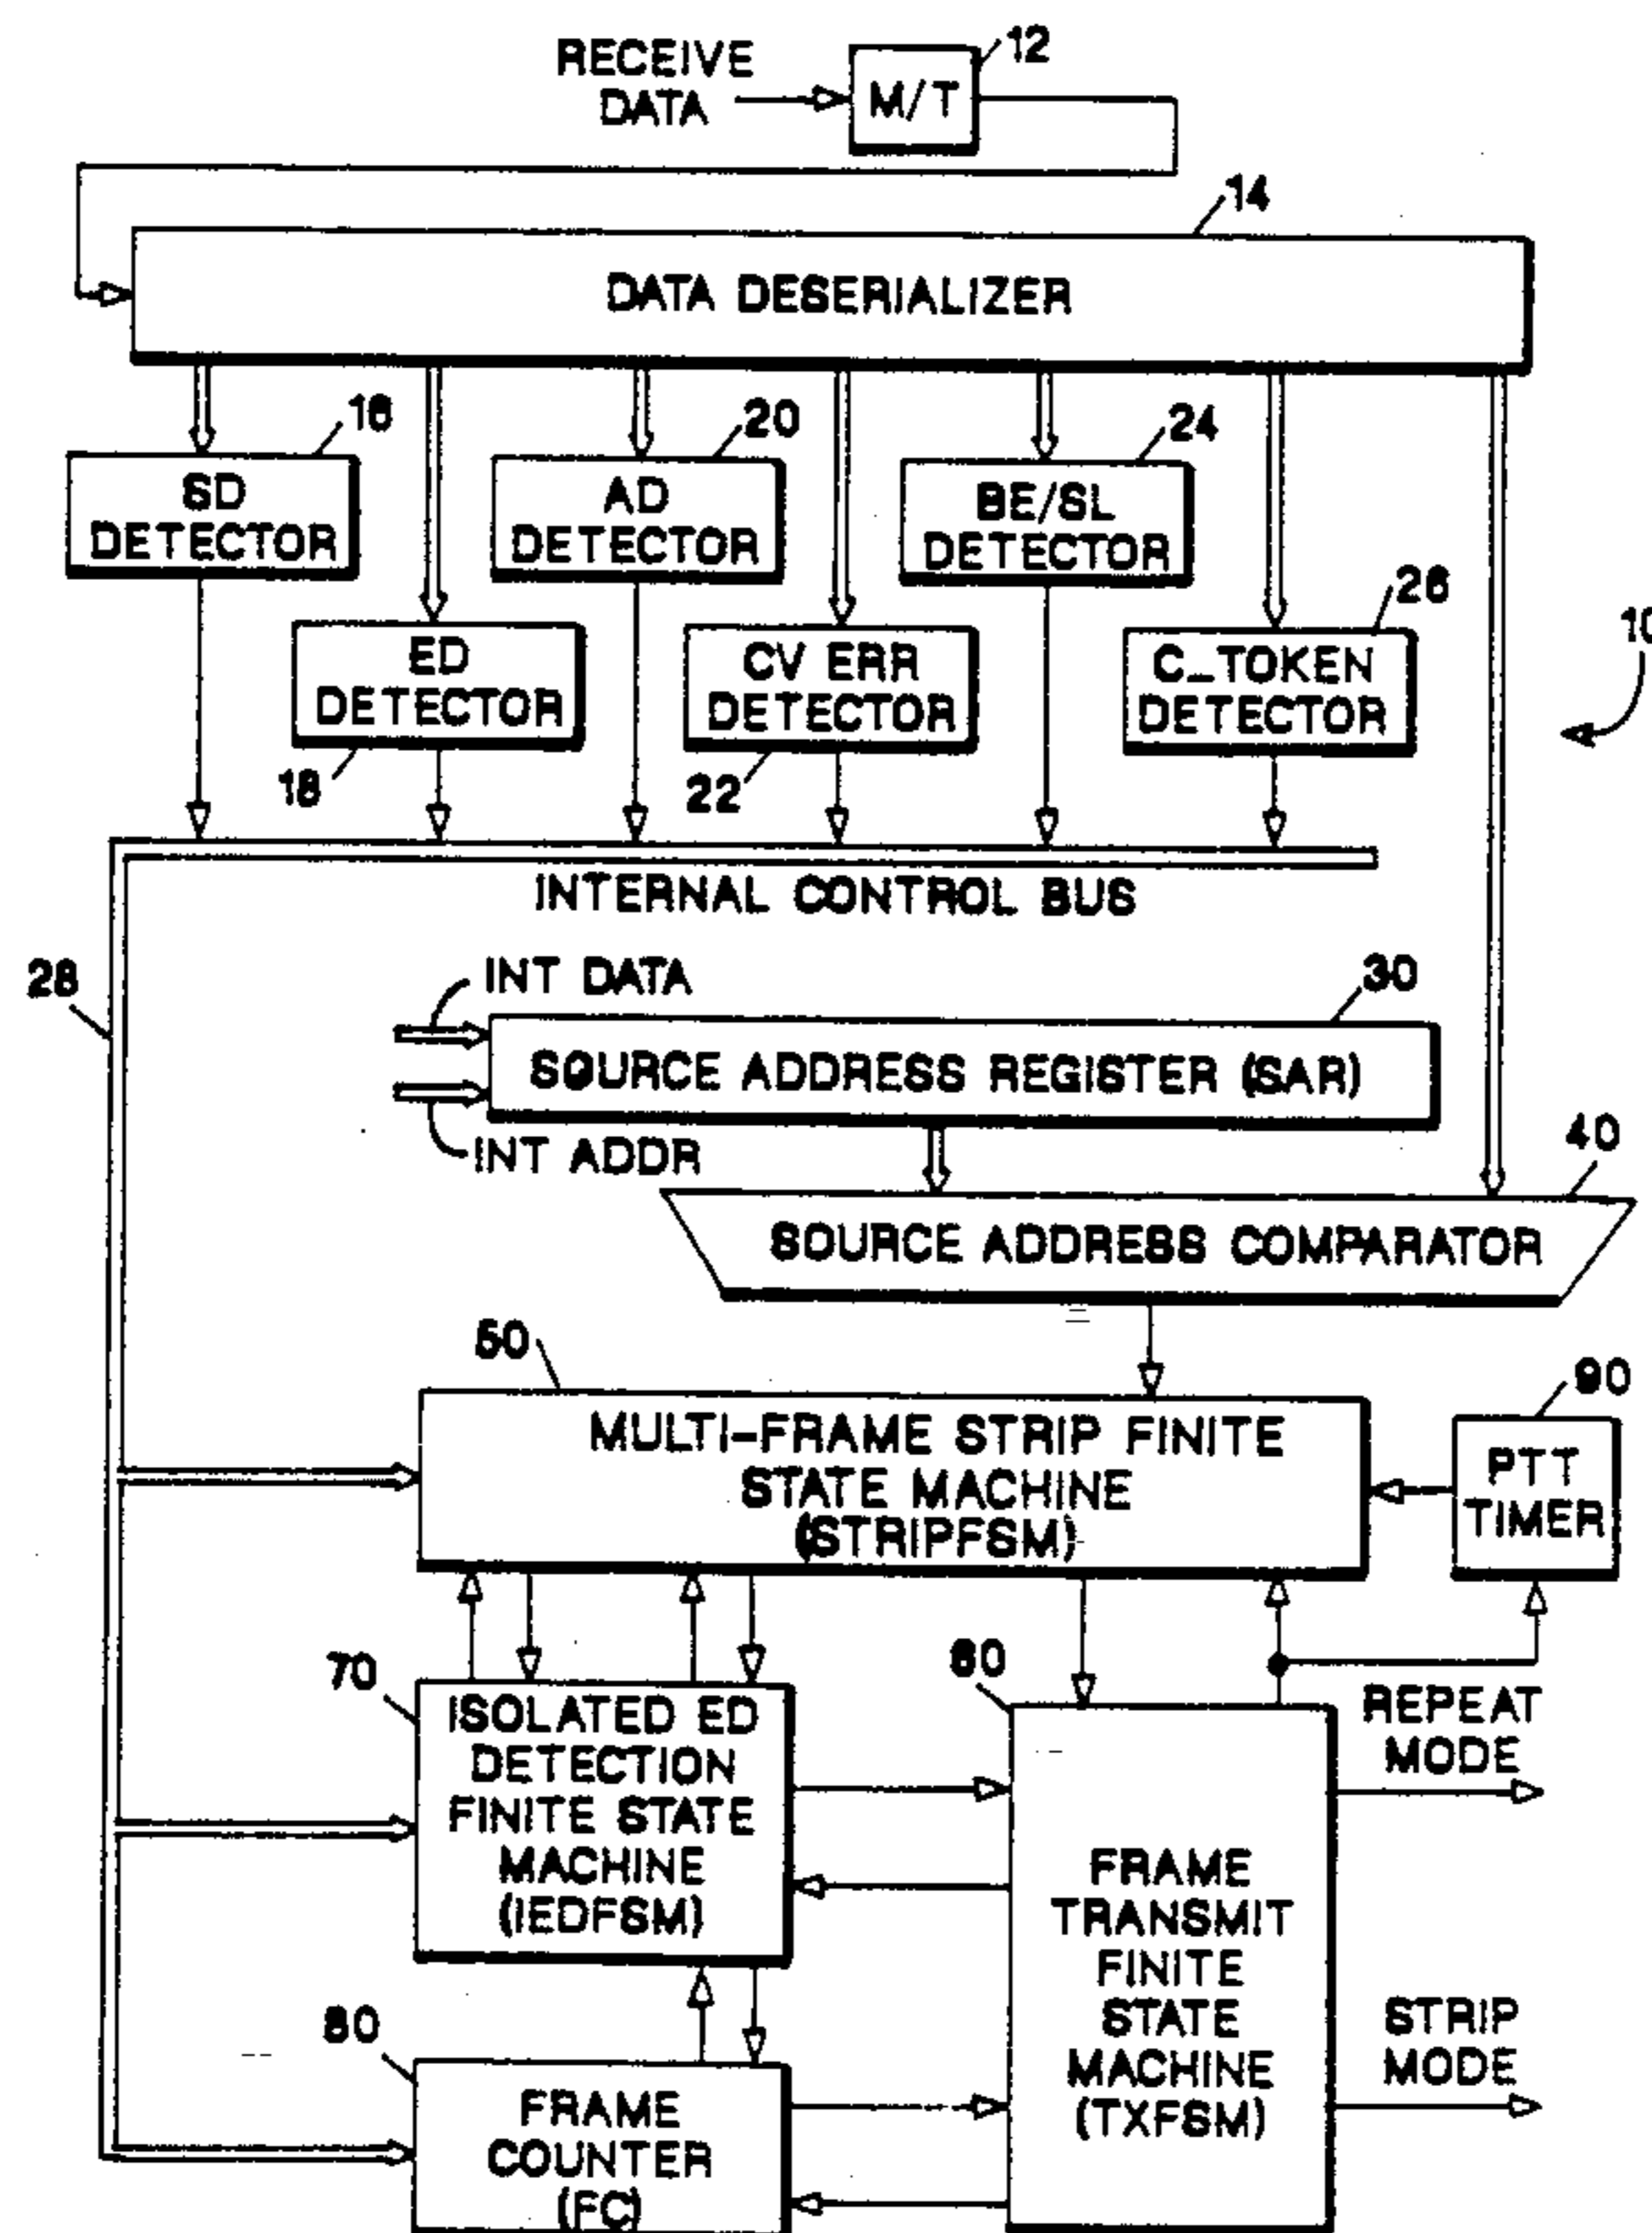 RECEIVE
DATA
M/T
12
14
DATA DESERIALIZER
16
20
24
SD
DETECTOR
AD
DETECTOR
BE/SL
DETECTOR
26
10
ED
DETECTOR
CV ERR
DETECTOR
C_TOKEN
DETECTOR
18
22
INTERNAL CONTROL BUS
28
INT DATA
30
SOURCE ADDRESS REGISTER (SAR)
INT ADDR
40
SOURCE ADDRESS COMPARATOR
50
90
MULTI-FRAME STRIP FINITE
STATE MACHINE
(STRIPFSM)
PTT
TIMER
70
60
ISOLATED ED
DETECTION
FINITE STATE
MACHINE
(IEDFSM)
REPEAT
MODE
FRAME
TRANSMIT
FINITE
STATE
MACHINE
(TXFSM)
STRIP
MODE
80
FRAME
COUNTER
(FC)